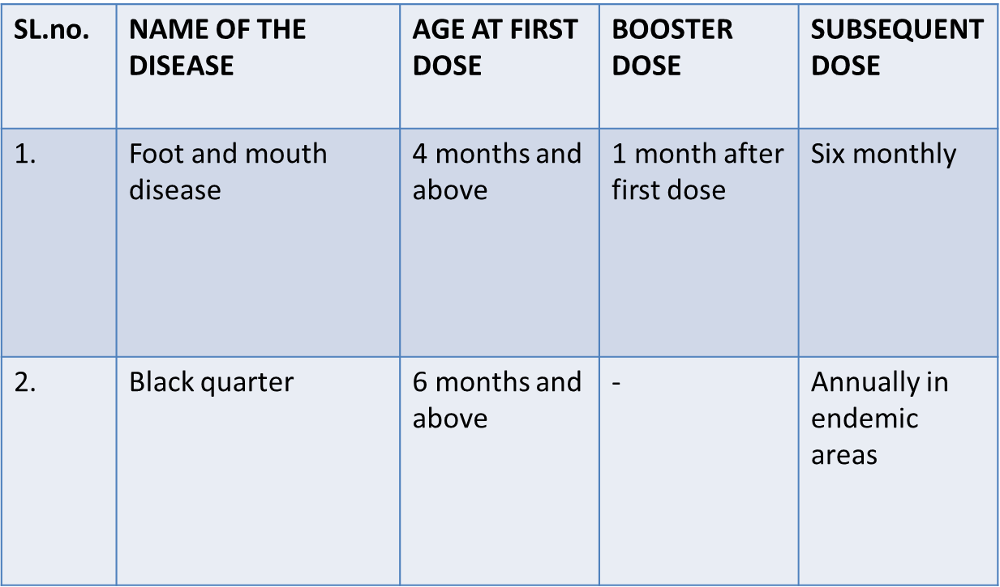 SL.no.
NAME OF THE
DISEASE
AGE AT FIRST
DOSE
BOOSTER
DOSE
SUBSEQUENT
DOSE
1.
Foot and mouth
disease
4 months and
above
1 month after
first dose
Six monthly
2.
Black quarter
6 months and
above
-
Annually in
endemic
areas